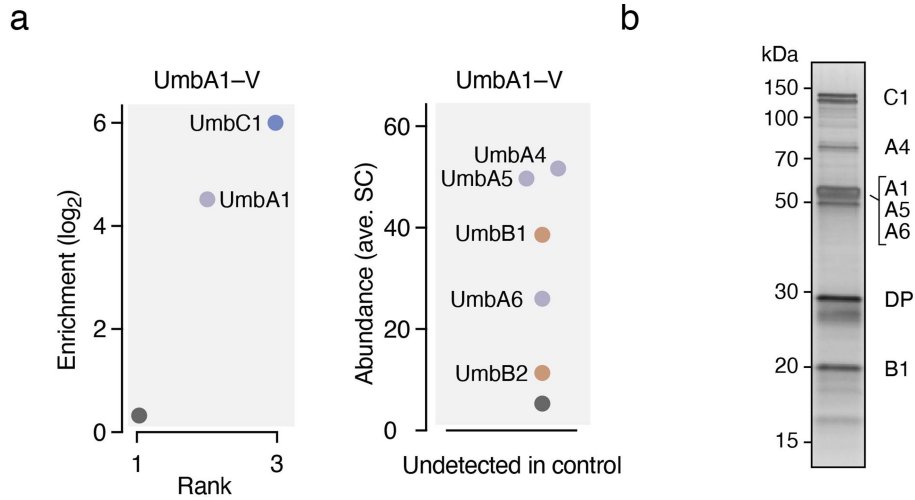 a
UmbA1–V
Enrichment (log2)
6
4
2
0
UmbC1
UmbA1
1
3
Rank
UmbA1–V
Abundance (ave. SC)
60
40
20
0
UmbA4
UmbA5
UmbB1
UmbA6
UmbB2
Undetected in control
b
kDa
150
100
70
50
30
20
15
C1
A4
A1
A5
A6
DP
B1